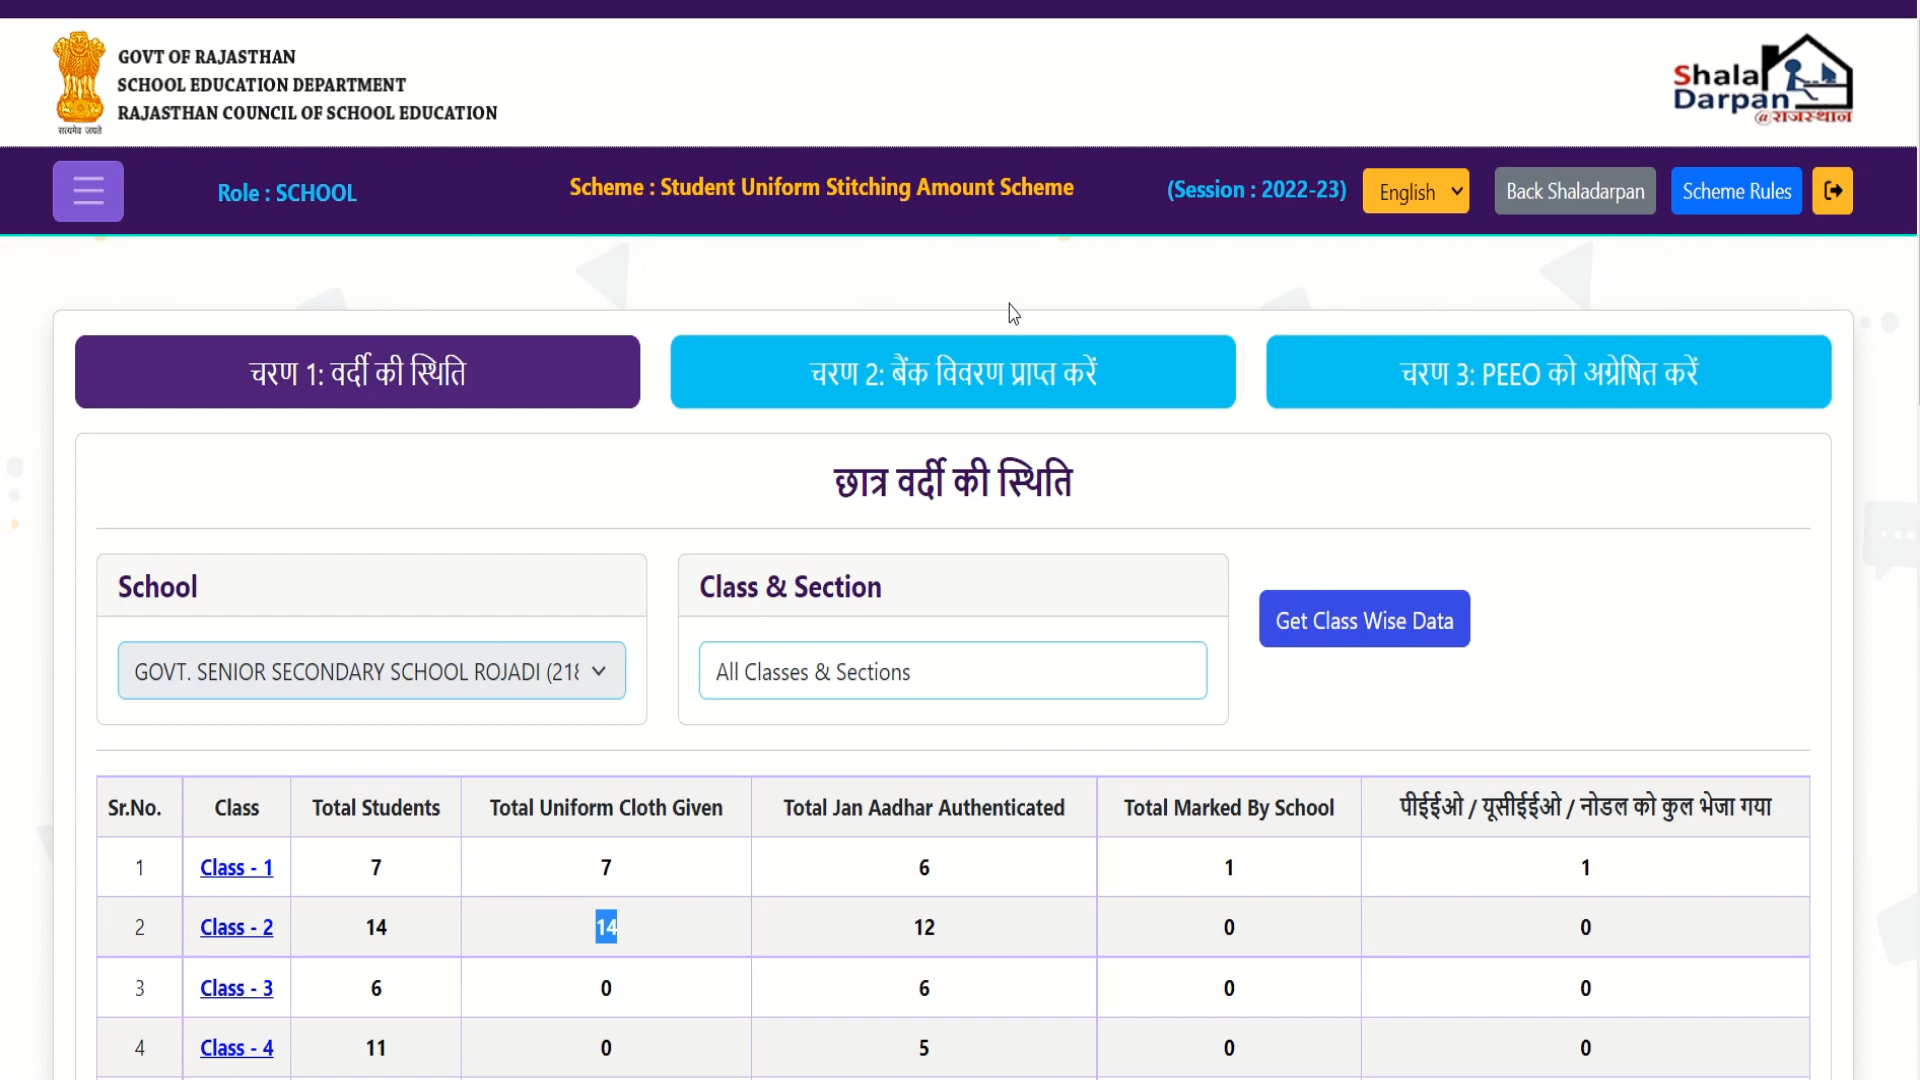 GOVT OF RAJASTHAN
SCHOOL EDUCATION DEPARTMENT
RAJASTHAN COUNCIL OF SCHOOL EDUCATION
सत्यमेव जयते
Shala
Darpan
@राजस्थान
Role : SCHOOL
Scheme : Student Uniform Stitching Amount Scheme
(Session : 2022-23)
English
Back Shaladarpan
Scheme Rules
चरण 1: वर्दी की स्थिति
चरण 2: बैंक विवरण प्राप्त करें
चरण 3: PEEO को अग्रेषित करें
छात्र वर्दी की स्थिति
School
Class & Section
Get Class Wise Data
GOVT. SENIOR SECONDARY SCHOOL ROJADI (218
All Classes & Sections
Sr.No. Class Total Students Total Uniform Cloth Given Total Jan Aadhar Authenticated Total Marked By School पीईईओ / यूसीईईओ / नोडल को कुल भेजा गया
1 Class - 1 7 7 6 1 1
2 Class - 2 14 14 12 0 0
3 Class - 3 6 0 6 0 0
4 Class - 4 11 0 5 0 0